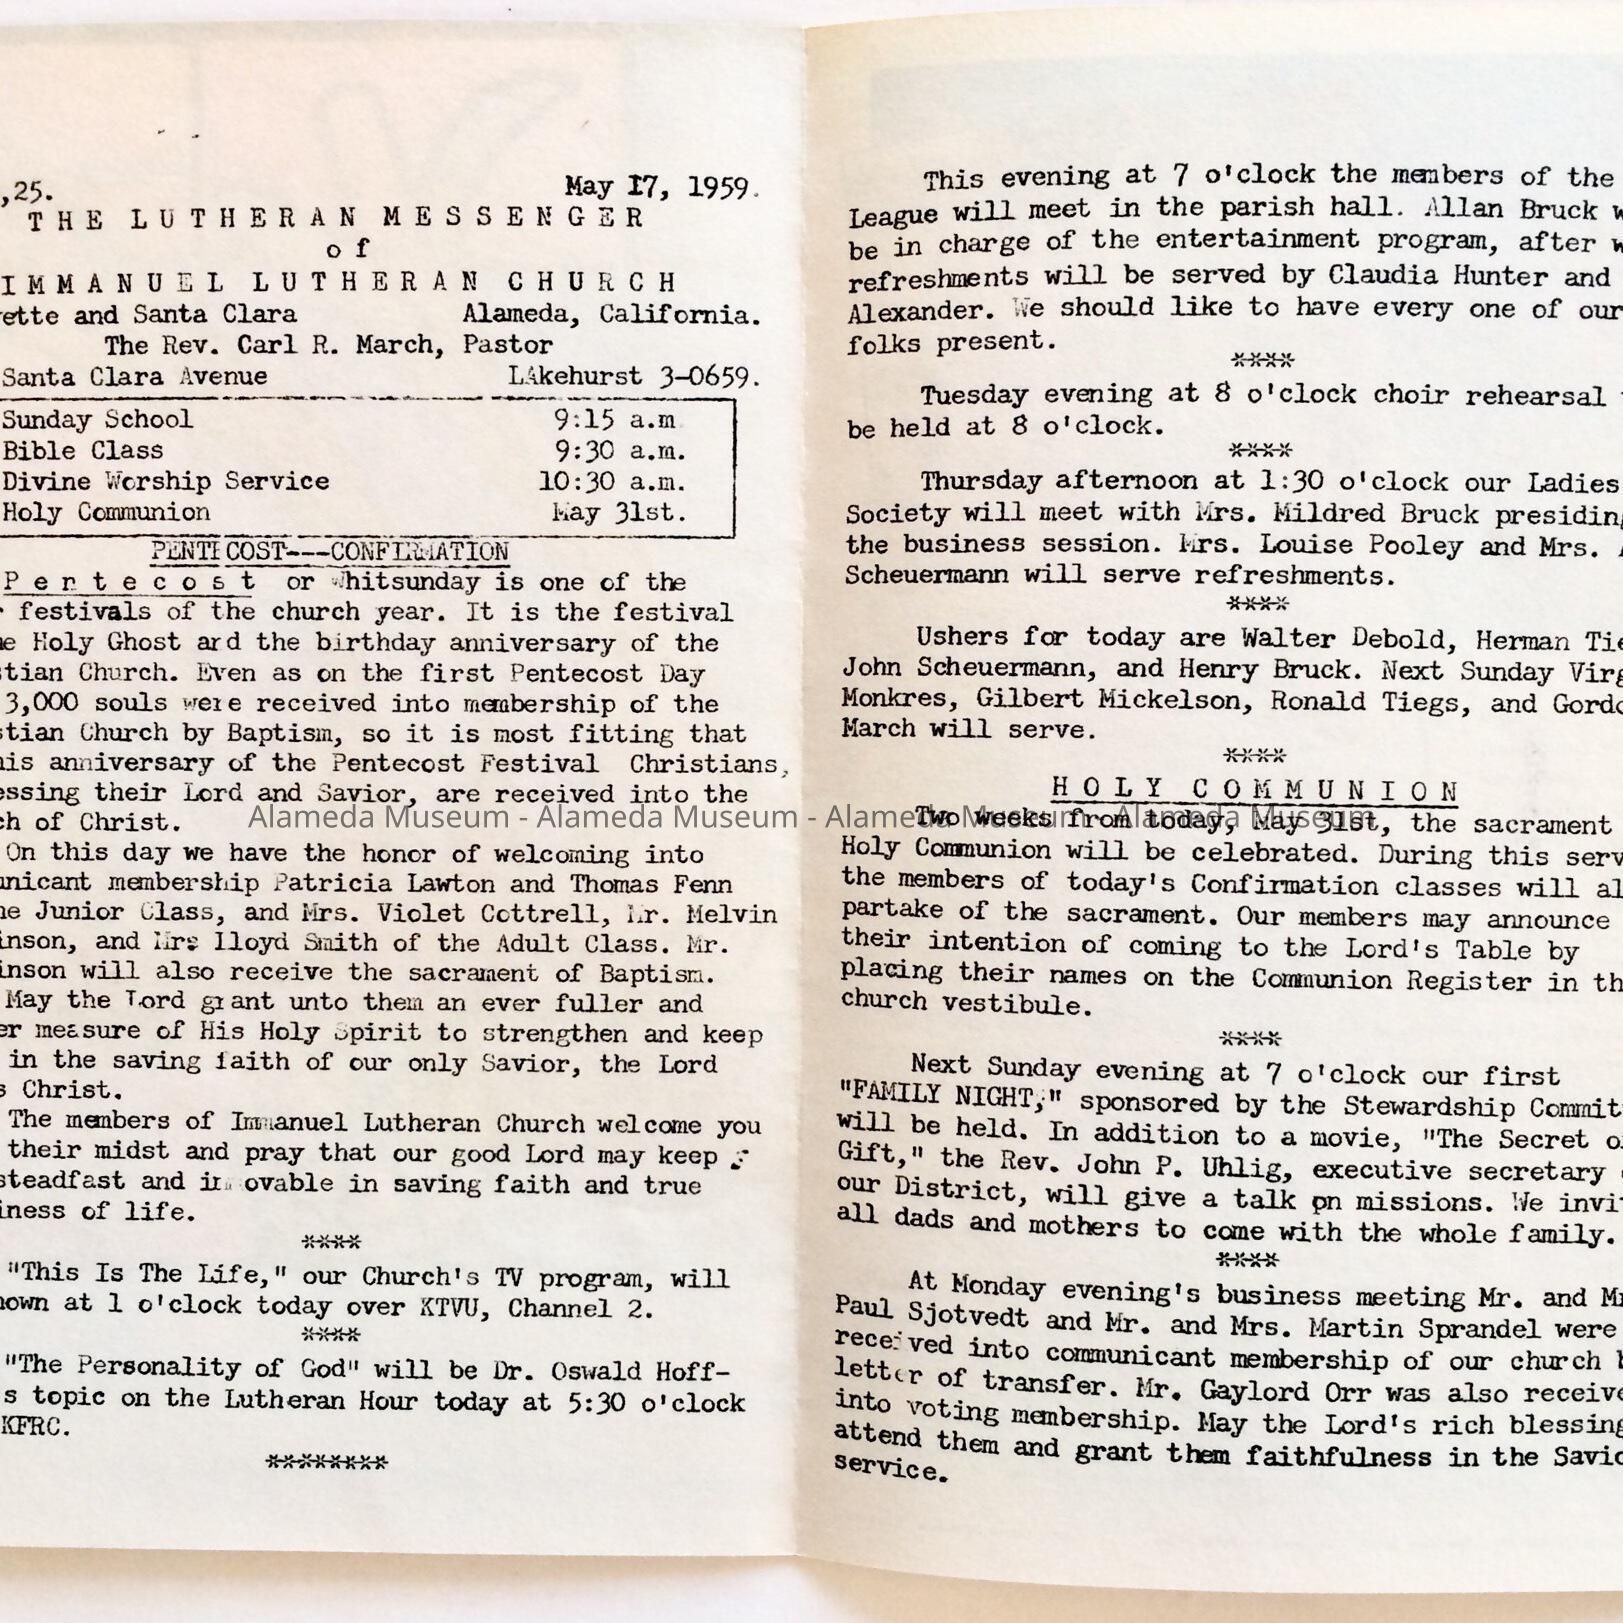 ,25. May 17, 1959.
THE LUTHERAN MESSENGER
of
IMMANUEL LUTHERAN CHURCH
ette and Santa Clara Alameda, California.
The Rev. Carl R. March, Pastor
Santa Clara Avenue LAkehurst 3-0659.
Sunday School 9:15 a.m
Bible Class 9:30 a.m.
Divine Worship Service 10:30 a.m.
Holy Communion May 31st.
PENTECOST---CONFIRMATION
Pentecost or Whitsunday is one of the
festivals of the church year. It is the festival
e Holy Ghost and the birthday anniversary of the
stian Church. Even as on the first Pentecost Day
3,000 souls were received into membership of the
stian Church by Baptism, so it is most fitting that
is anniversary of the Pentecost Festival Christians,
essing their Lord and Savior, are received into the
ch of Christ.
On this day we have the honor of welcoming into
unicant membership Patricia Lawton and Thomas Fenn
e Junior Class, and Mrs. Violet Cottrell, Mr. Melvin
inson, and Mrs Lloyd Smith of the Adult Class. Mr.
inson will also receive the sacrament of Baptism.
May the Lord grant unto them an ever fuller and
er measure of His Holy Spirit to strengthen and keep
in the saving faith of our only Savior, the Lord
s Christ.
The members of Immanuel Lutheran Church welcome you
their midst and pray that our good Lord may keep
steadfast and immovable in saving faith and true
iness of life.
****
"This Is The Life," our Church's TV program, will
hown at 1 o'clock today over KTVU, Channel 2.
****
"The Personality of God" will be Dr. Oswald Hoff-
s topic on the Lutheran Hour today at 5:30 o'clock
KFRC.
********
This evening at 7 o'clock the members of the
League will meet in the parish hall. Allan Bruck w
be in charge of the entertainment program, after w
refreshments will be served by Claudia Hunter and
Alexander. We should like to have every one of our
folks present.
****
Tuesday evening at 8 o'clock choir rehearsal
be held at 8 o'clock.
****
Thursday afternoon at 1:30 o'clock our Ladies
Society will meet with Mrs. Mildred Bruck presiding
the business session. Mrs. Louise Pooley and Mrs.
Scheuermann will serve refreshments.
****
Ushers for today are Walter Debold, Herman Tie
John Scheuermann, and Henry Bruck. Next Sunday Virg
Monkres, Gilbert Mickelson, Ronald Tiegs, and Gordo
March will serve.
****
HOLY COMMUNION
Two weeks from today, May 31st, the sacrament
Holy Communion will be celebrated. During this serv
the members of today's Confirmation classes will al
partake of the sacrament. Our members may announce
their intention of coming to the Lord's Table by
placing their names on the Communion Register in th
church vestibule.
****
Next Sunday evening at 7 o'clock our first
"FAMILY NIGHT," sponsored by the Stewardship Committ
will be held. In addition to a movie, "The Secret o
Gift," the Rev. John P. Uhlig, executive secretary
our District, will give a talk on missions. We invi
all dads and mothers to come with the whole family.
****
At Monday evening's business meeting Mr. and Mr
Paul Sjotvedt and Mr. and Mrs. Martin Sprandel were
received into communicant membership of our church b
letter of transfer. Mr. Gaylord Orr was also receive
into voting membership. May the Lord's rich blessing
attend them and grant them faithfulness in the Savio
service.
Alameda Museum - Alameda Museum - Alameda Museum - Alameda Museum